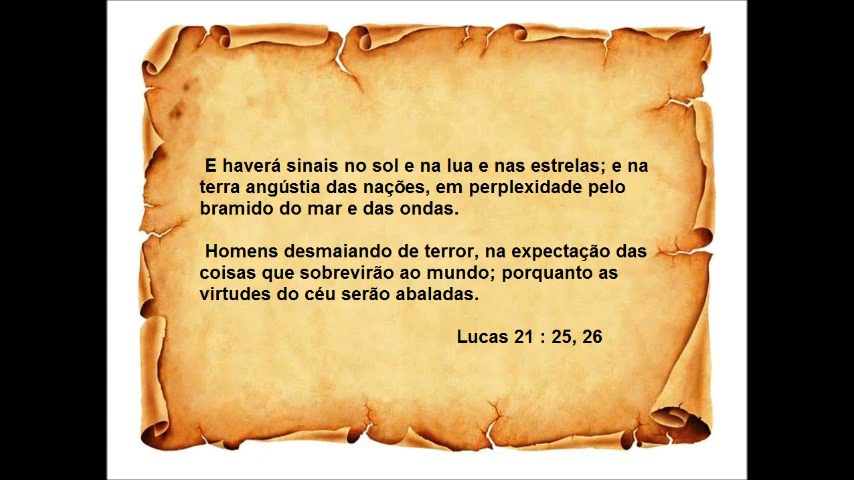 E haverá sinais no sol e na lua e nas estrelas; e na
terra angústia das nações, em perplexidade pelo
bramido do mar e das ondas.
Homens desmaiando de terror, na expectação das
coisas que sobrevirão ao mundo; porquanto as
virtudes do céu serão abaladas.
Lucas 21 : 25, 26